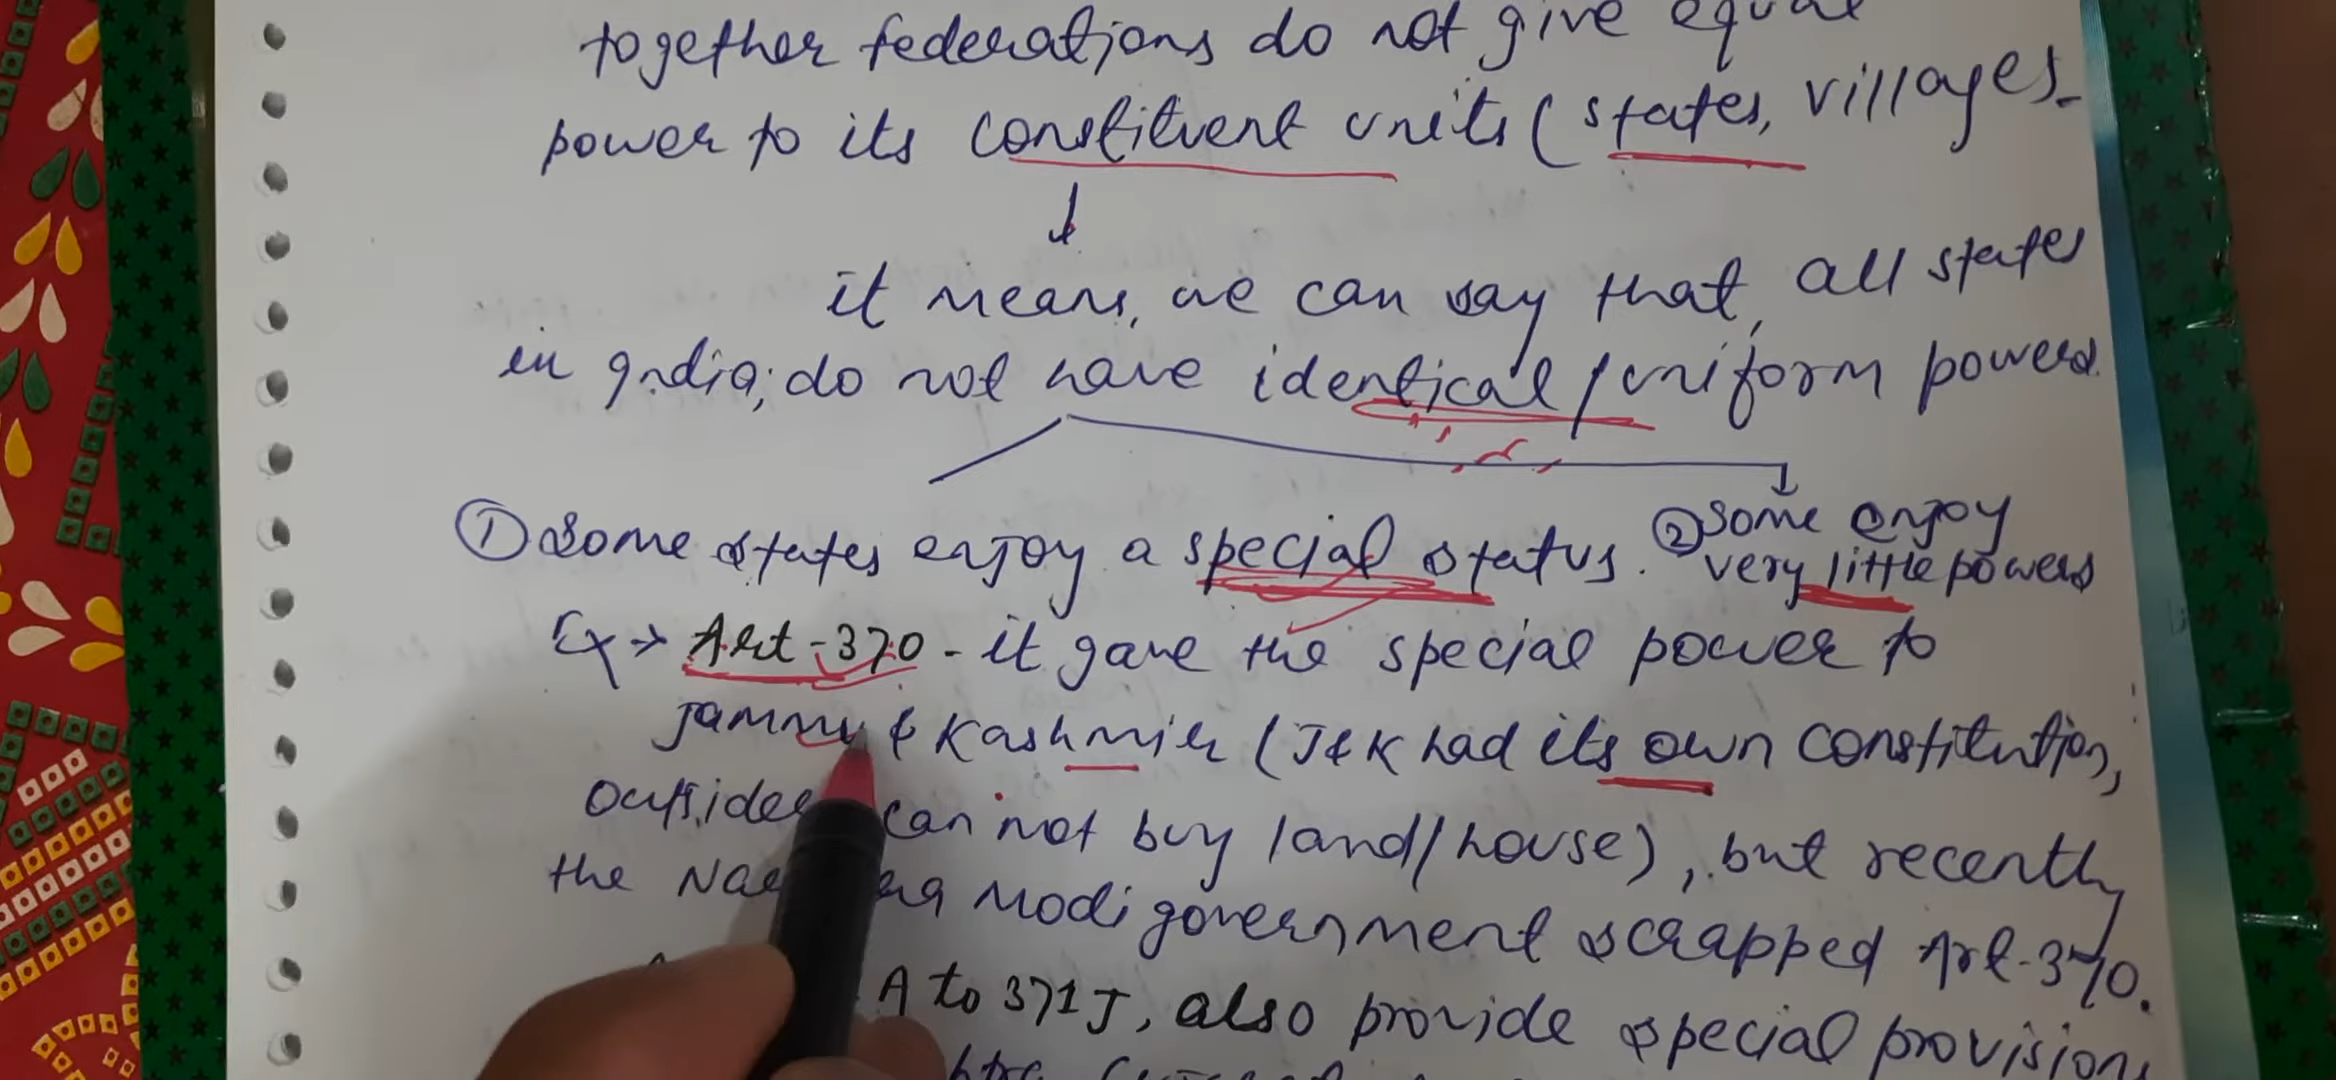 together federations do not give equal
power to its constituent units (states, villages
↓
it means, we can say that, all states
in India; do not have identical / uniform powers.
① Some states enjoy a special status. ② Some enjoy
very little powers
Ex → Art-370 - it gave the special power to
Jammu & Kashmir (J&K had its own constitution,
outsider can not buy land/house), but recently
the Modi government scrapped Art-370.
A to 371J, also provide special provisions